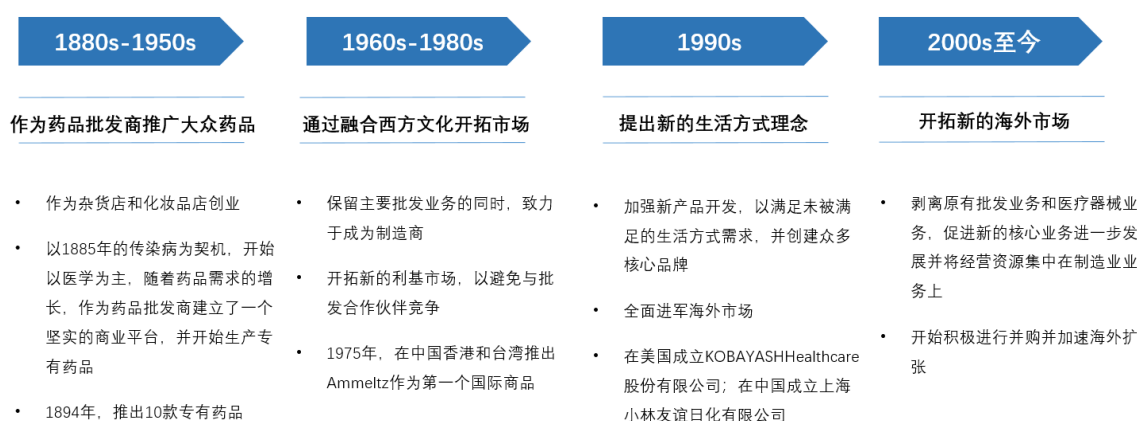 1880s-1950s
作为药品批发商推广大众药品
• 作为杂货店和化妆品店创业
• 以1885年的传染病为契机，开始
以医学为主，随着药品需求的增
长，作为药品批发商建立了一个
坚实的商业平台，并开始生产专
有药品
• 1894年，推出10款专有药品
1960s-1980s
通过融合西方文化开拓市场
• 保留主要批发业务的同时，致力
于成为制造商
• 开拓新的利基市场，以避免与批
发合作伙伴竞争
• 1975年，在中国香港和台湾推出
Ammeltz作为第一个国际商品
1990s
提出新的生活方式理念
• 加强新产品开发，以满足未被满
足的生活方式需求，并创建众多
核心品牌
• 全面进军海外市场
• 在美国成立KOBAYASHHealthcare
股份有限公司；在中国成立上海
小林友谊日化有限公司
2000s至今
开拓新的海外市场
• 剥离原有批发业务和医疗器械业
务，促进新的核心业务进一步发
展并将经营资源集中在制造业业
务上
• 开始积极进行并购并加速海外扩
张